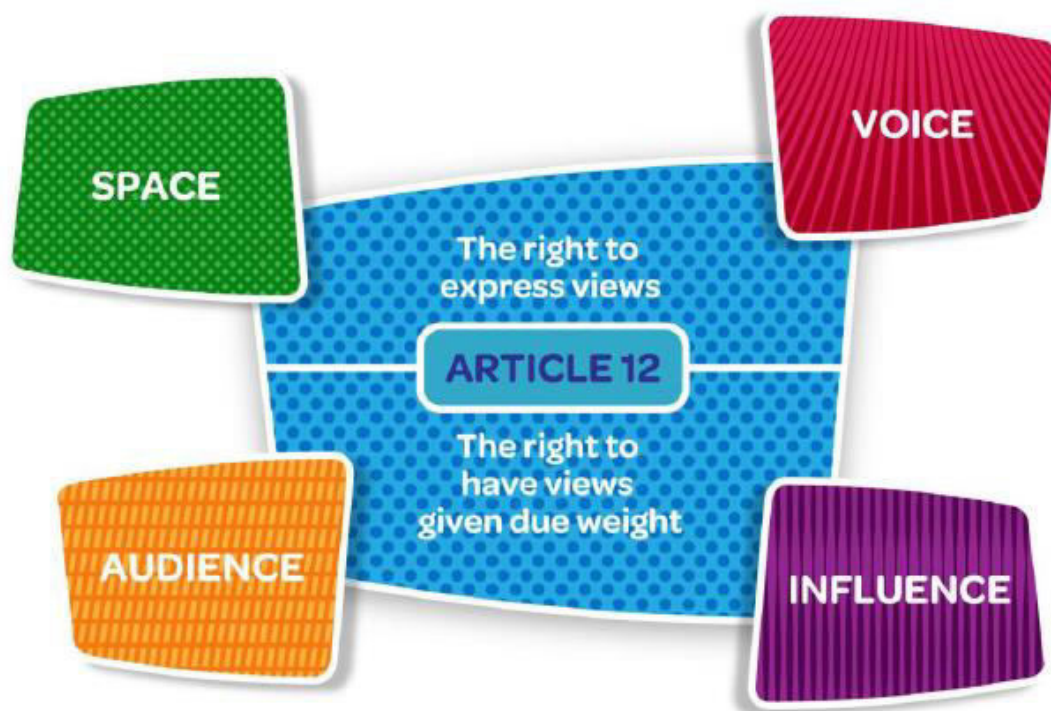 SPACE
VOICE
The right to
express views
ARTICLE 12
The right to
have views
given due weight
AUDIENCE
INFLUENCE